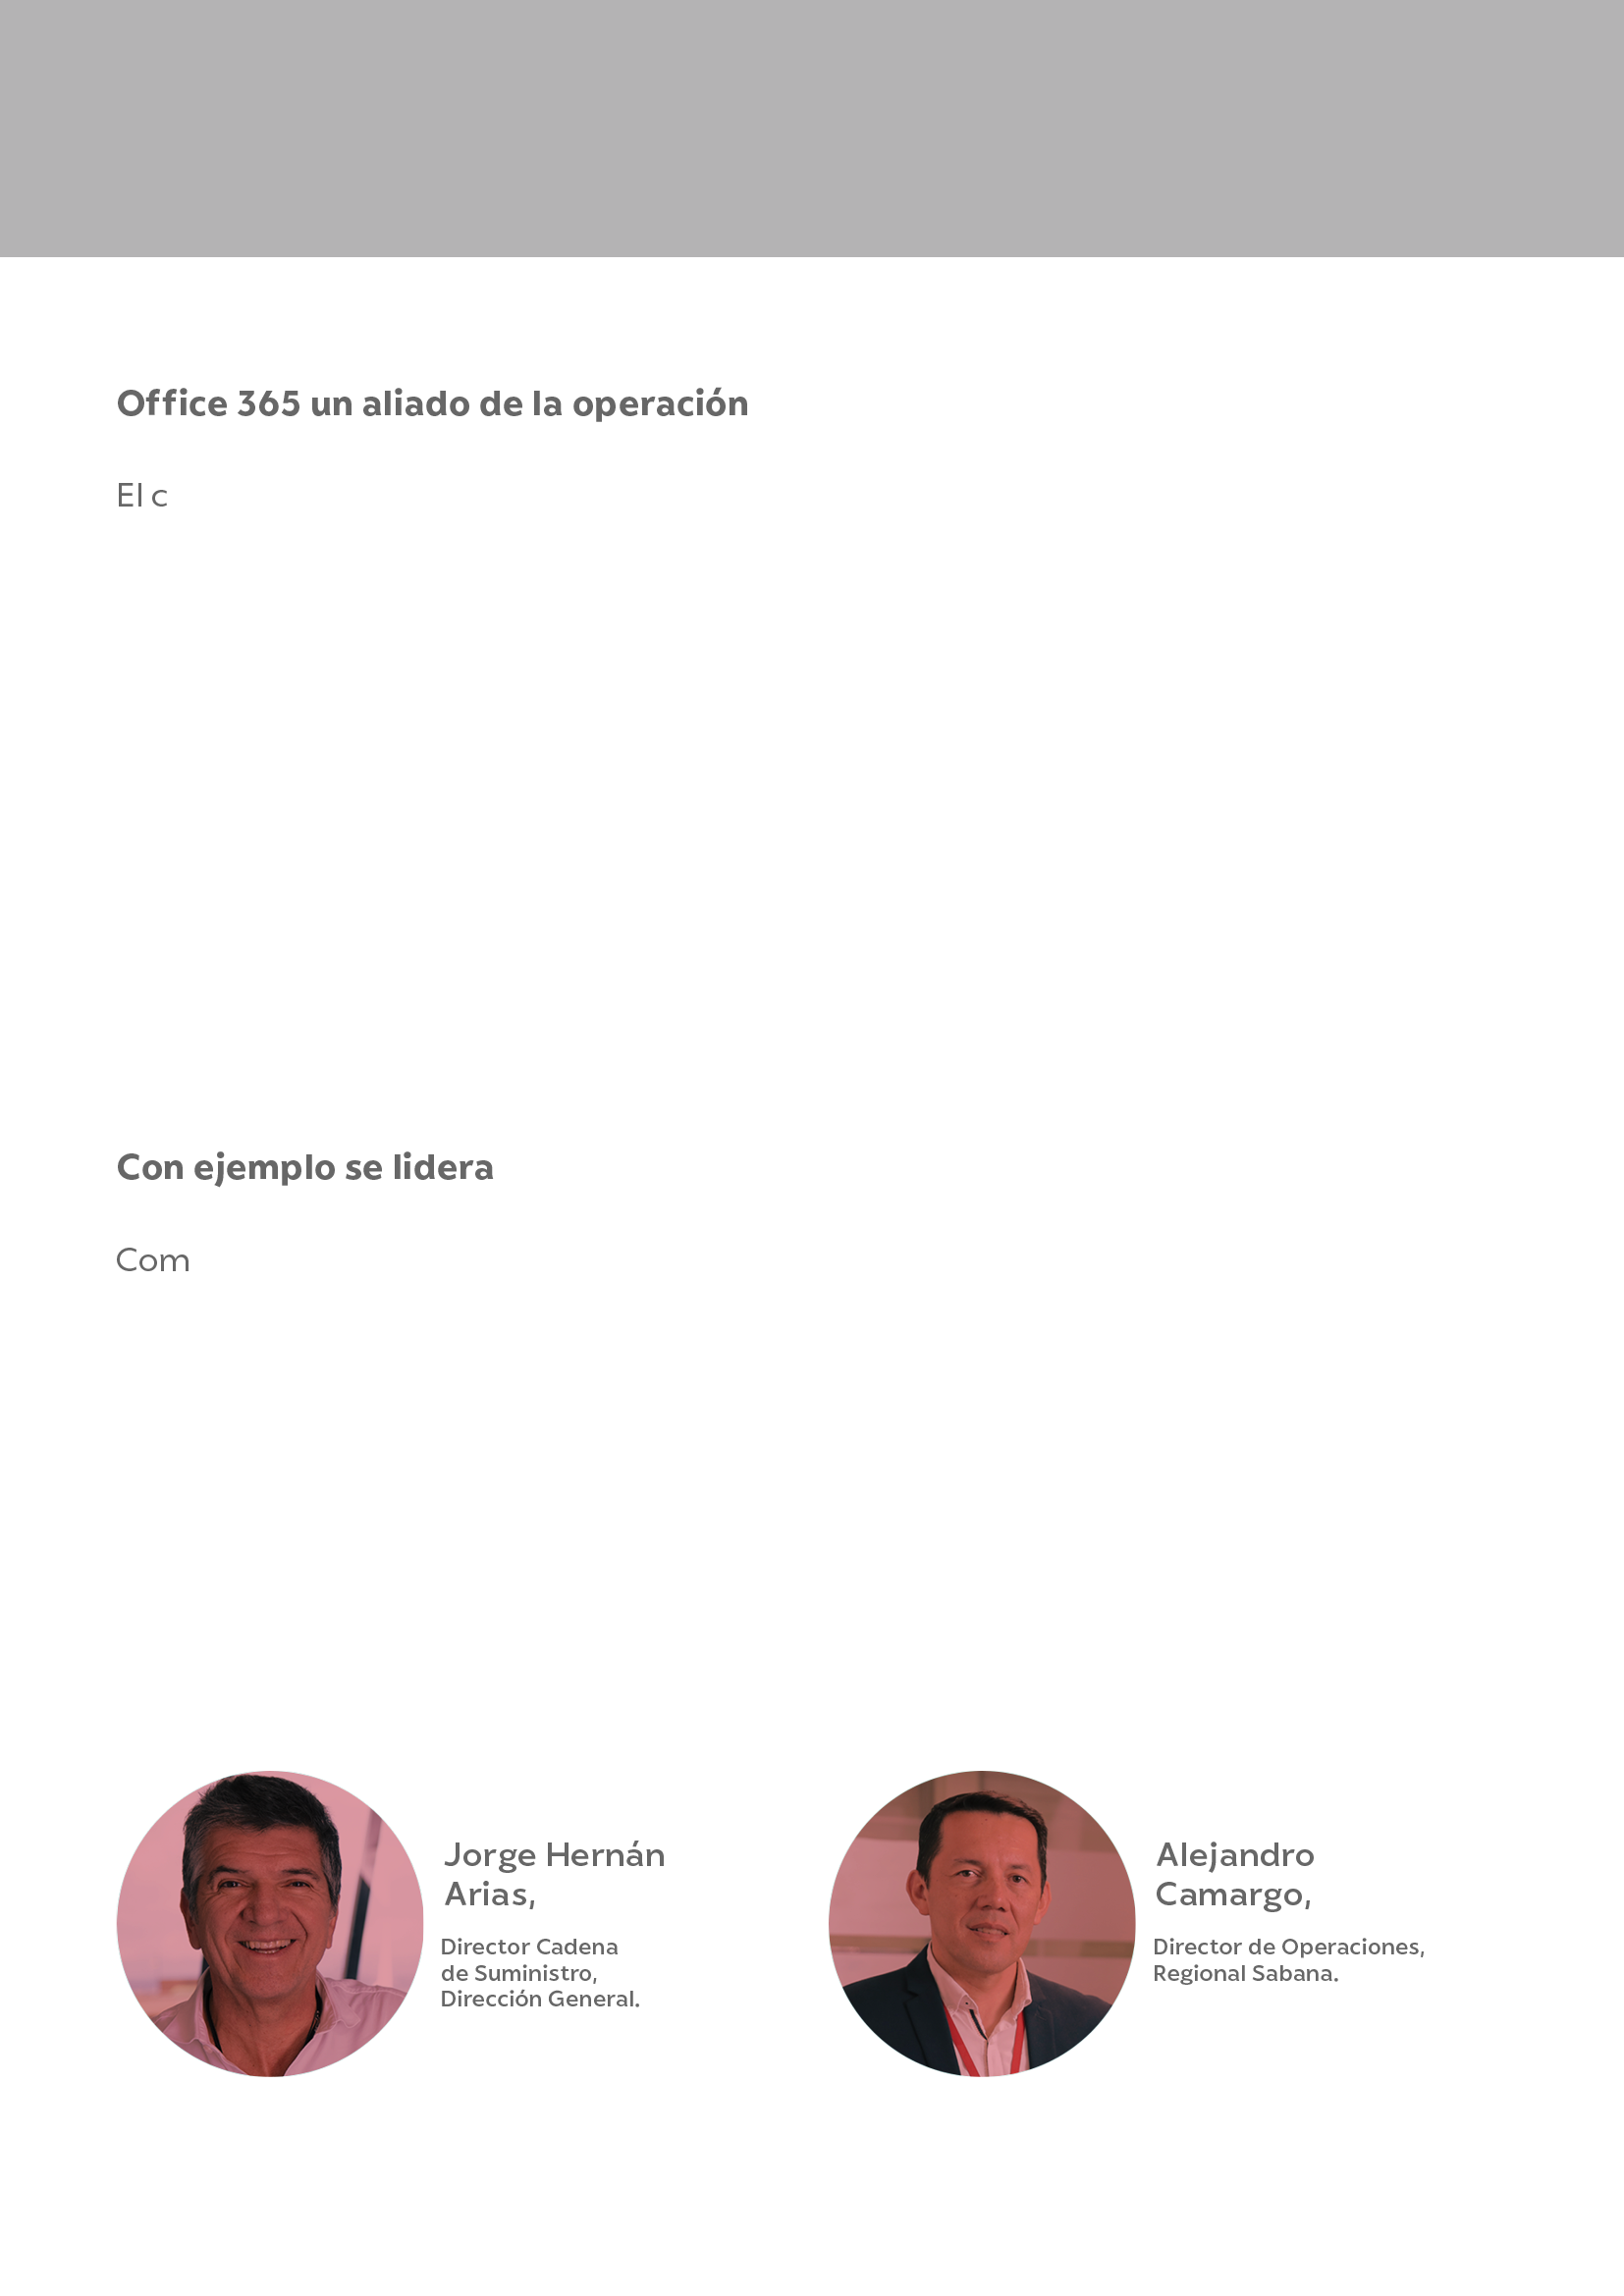 Office 365 un aliado de la operación
El c
Con ejemplo se lidera
Com
Jorge Hernán
Arias,
Director Cadena
de Suministro,
Dirección General.
Alejandro
Camargo,
Director de Operaciones,
Regional Sabana.